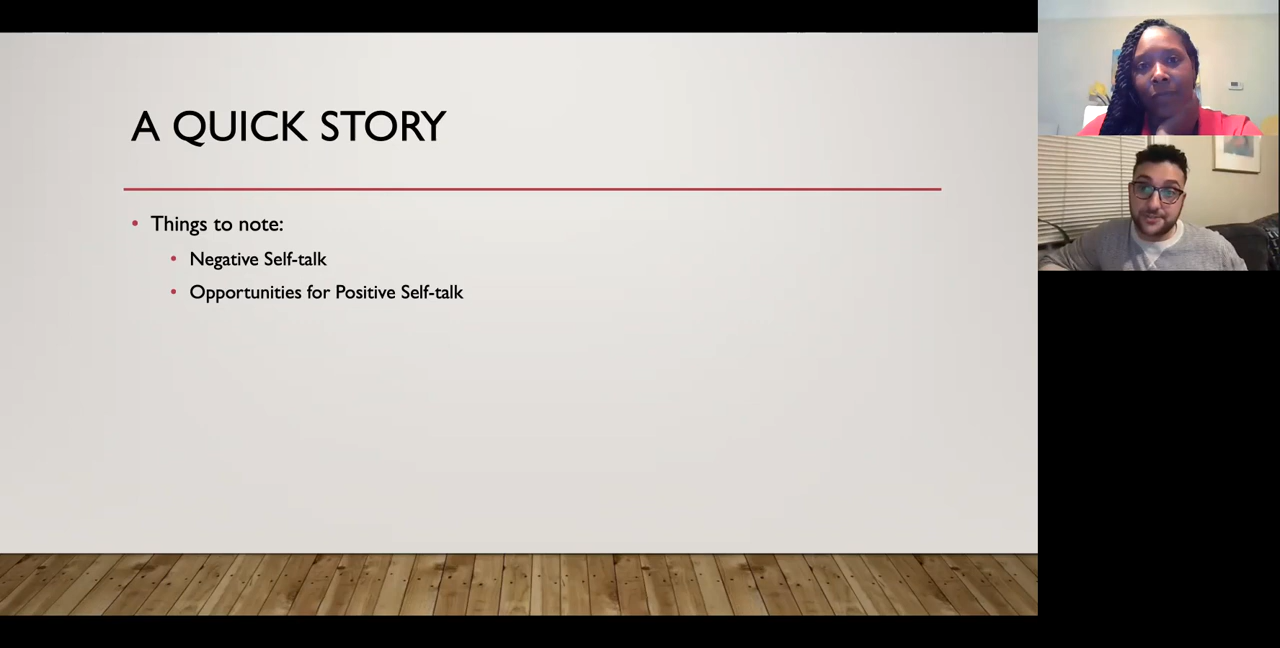 A QUICK STORY
• Things to note:
• Negative Self-talk
• Opportunities for Positive Self-talk